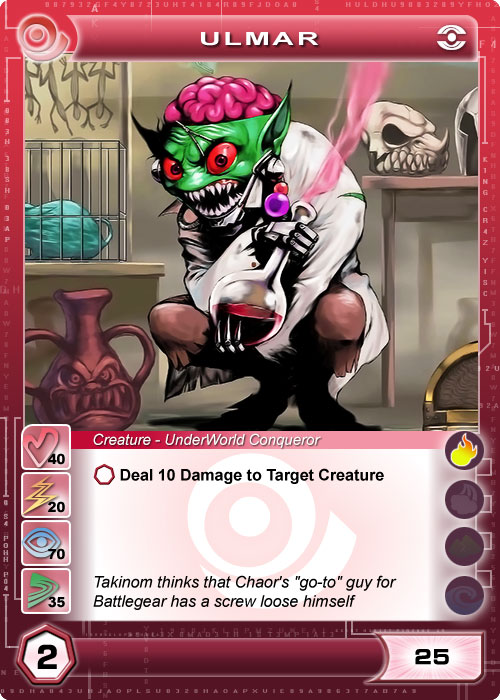 ULMAR
Creature - UnderWorld Conqueror
40
Deal 10 Damage to Target Creature
20
70
35
Takinom thinks that Chaor's "go-to" guy for
Battlegear has a screw loose himself
2
25